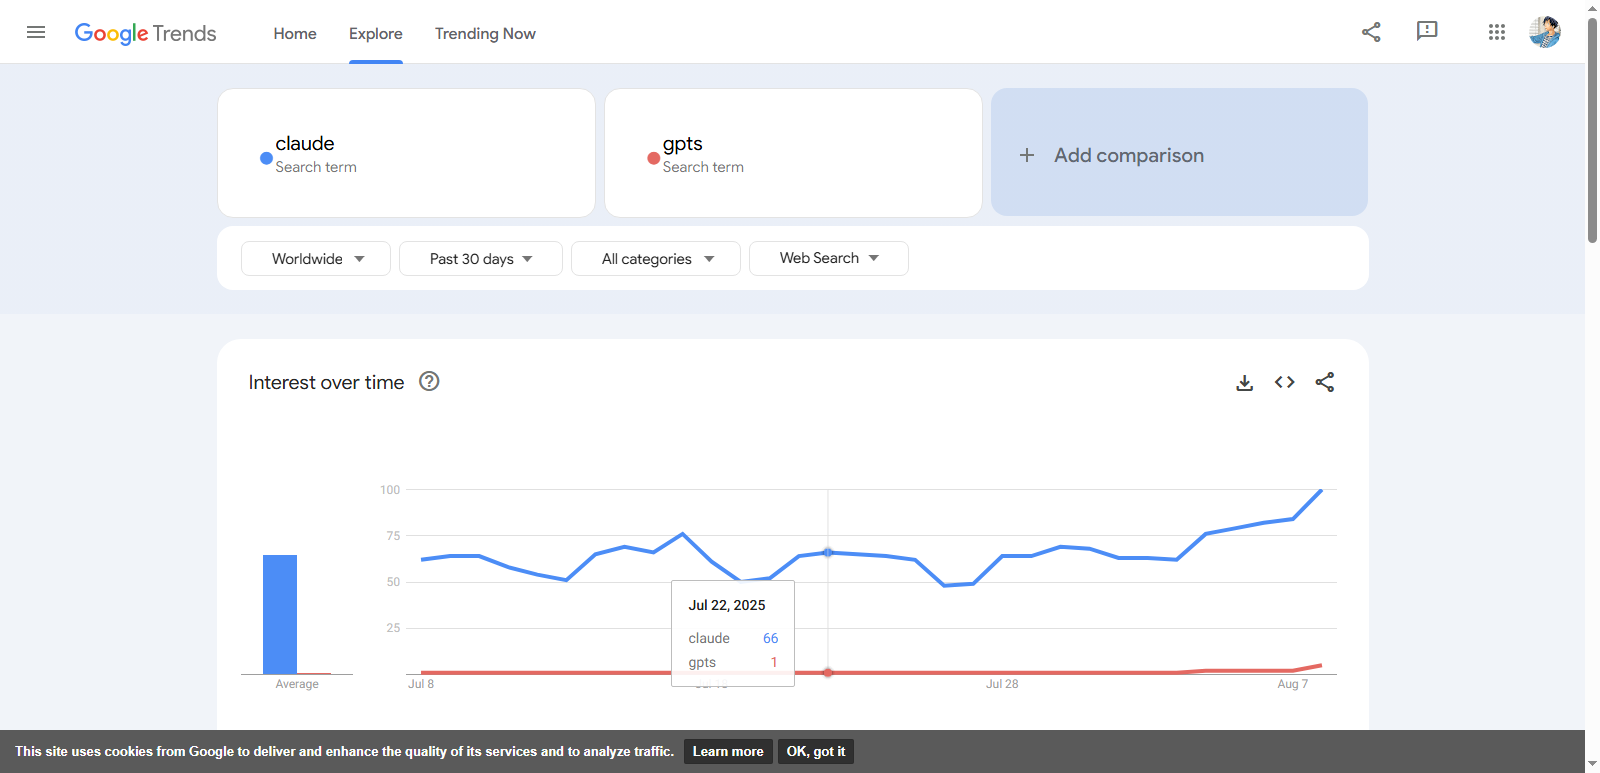 Google Trends
Home
Explore
Trending Now
claude
Search term
gpts
Search term
+ Add comparison
Worldwide
Past 30 days
All categories
Web Search
Interest over time
100
75
50
25
Average
Jul 8
Jul 28
Aug 7
Jul 22, 2025
claude 66
gpts 1
This site uses cookies from Google to deliver and enhance the quality of its services and to analyze traffic.
Learn more
OK, got it